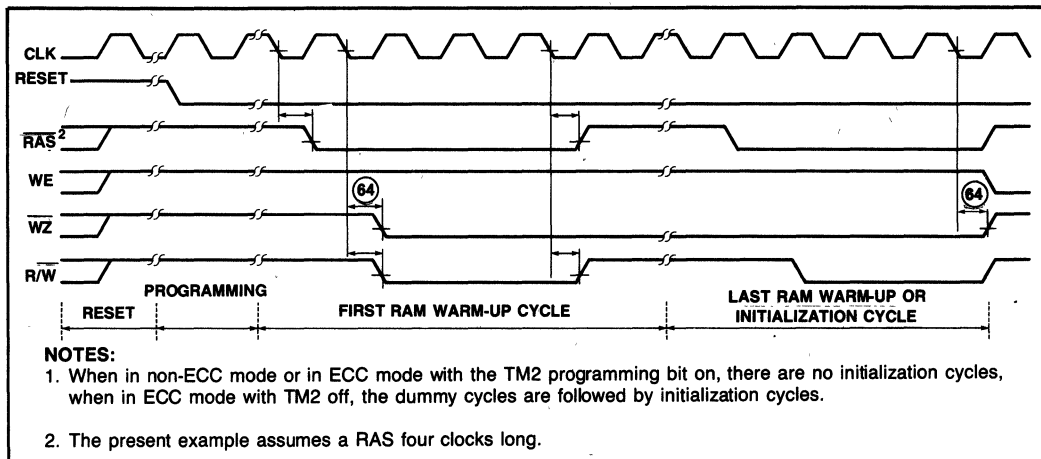 CLK
RESET
RAS 2
WE
64
64
WZ
R/W
PROGRAMMING
RESET
FIRST RAM WARM-UP CYCLE
LAST RAM WARM-UP OR
INITIALIZATION CYCLE
NOTES:
1. When in non-ECC mode or in ECC mode with the TM2 programming bit on, there are no initialization cycles,
when in ECC mode with TM2 off, the dummy cycles are followed by initialization cycles.
2. The present example assumes a RAS four clocks long.